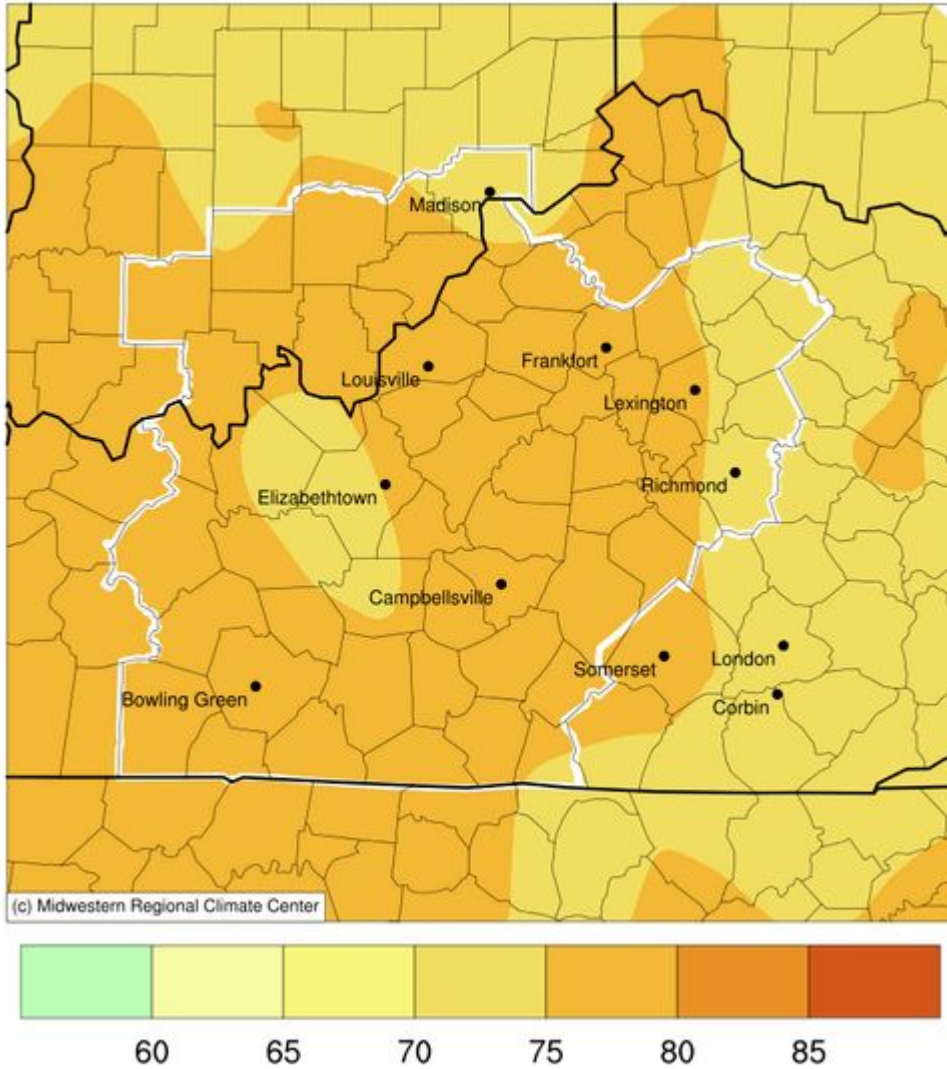 Madison
Frankfort
Louisville
Lexington
Richmond
Elizabethtown
Campbellsville
Somerset
London
Bowling Green
Corbin
(c) Midwestern Regional Climate Center
60 65 70 75 80 85